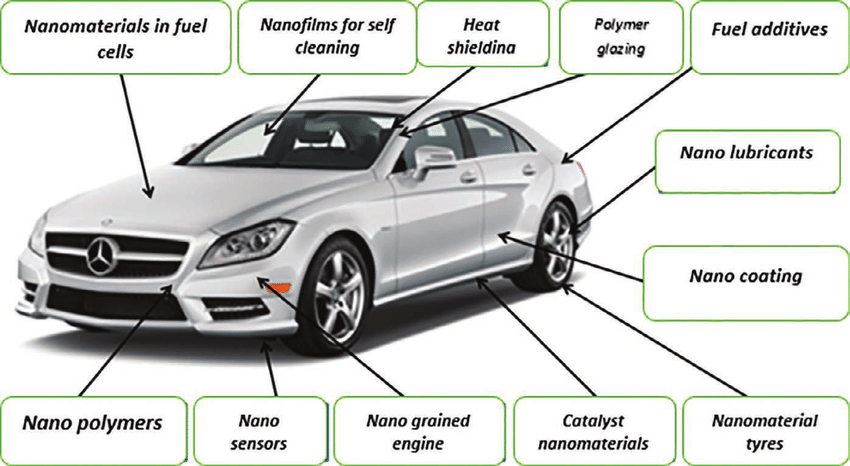 Nanomaterials in fuel
cells
Nanofilms for self
cleaning
Heat
shieldina
Polymer
glazing
Fuel additives
Nano lubricants
Nano coating
Nano polymers
Nano
sensors
Nano grained
engine
Catalyst
nanomaterials
Nanomaterial
tyres